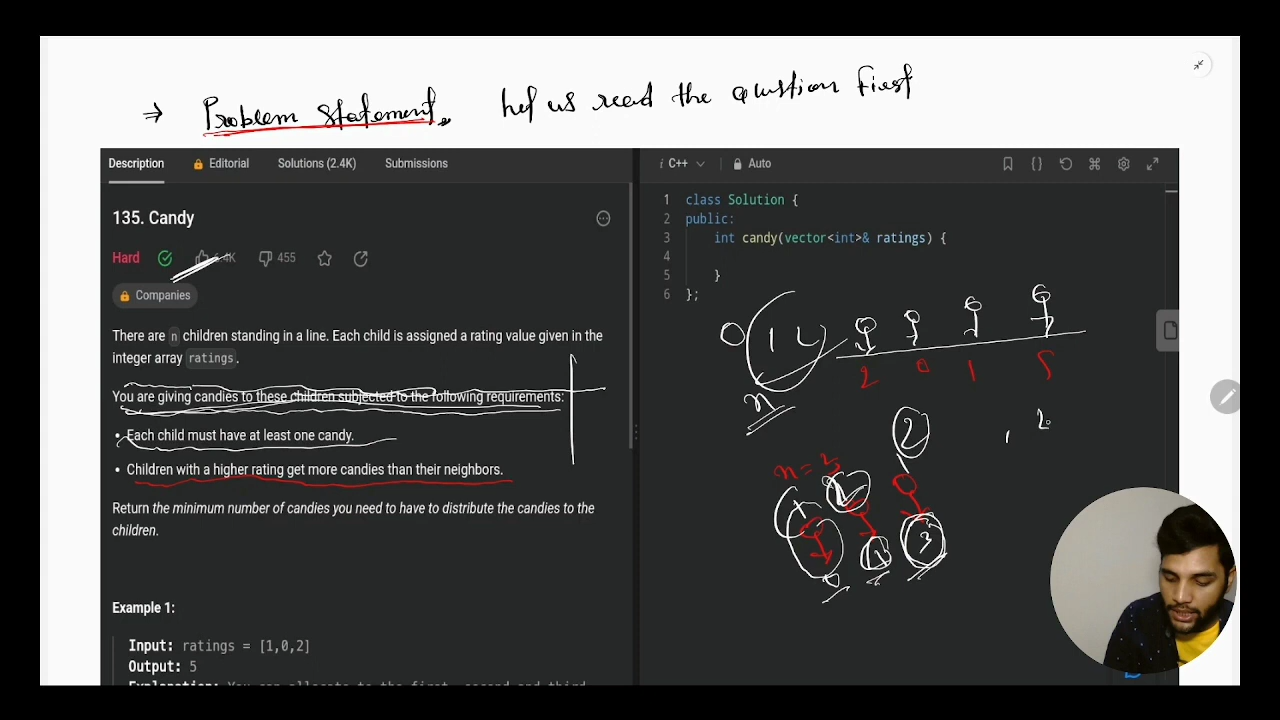 ⇒ Problem Statement. Let us read the question first
Description
Editorial
Solutions (2.4K)
Submissions
i C++
Auto
135. Candy
Hard
455
Companies
There are n children standing in a line. Each child is assigned a rating value given in the
integer array ratings.
You are giving candies to these children subjected to the following requirements:
• Each child must have at least one candy.
• Children with a higher rating get more candies than their neighbors.
Return the minimum number of candies you need to have to distribute the candies to the
children.
Example 1:
Input: ratings = [1,0,2]
Output: 5
1 class Solution {
2 public:
3 int candy(vector<int>& ratings) {
4
5 }
6 };
2 0 1 5
n
2
n = 3
3